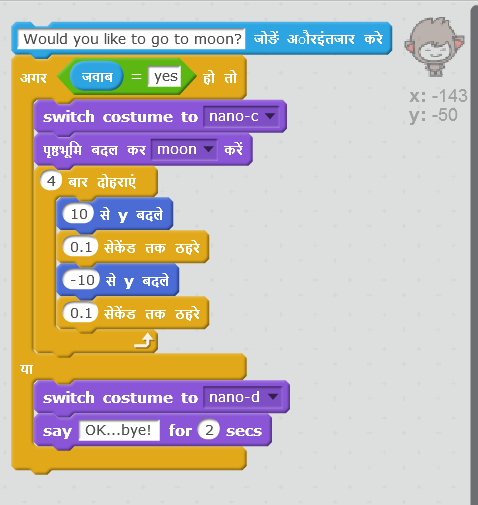 Would you like to go to moon? जोङें अौरइंतजार करे
अगर जवाब = yes हो तो
switch costume to nano-c
पृष्ठभूमि बदल कर moon करें
4 बार दोहराएं
10 से y बदले
0.1 सेकेंड तक ठहरे
-10 से y बदले
0.1 सेकेंड तक ठहरे
या
switch costume to nano-d
say OK...bye! for 2 secs
x: -143
y: -50